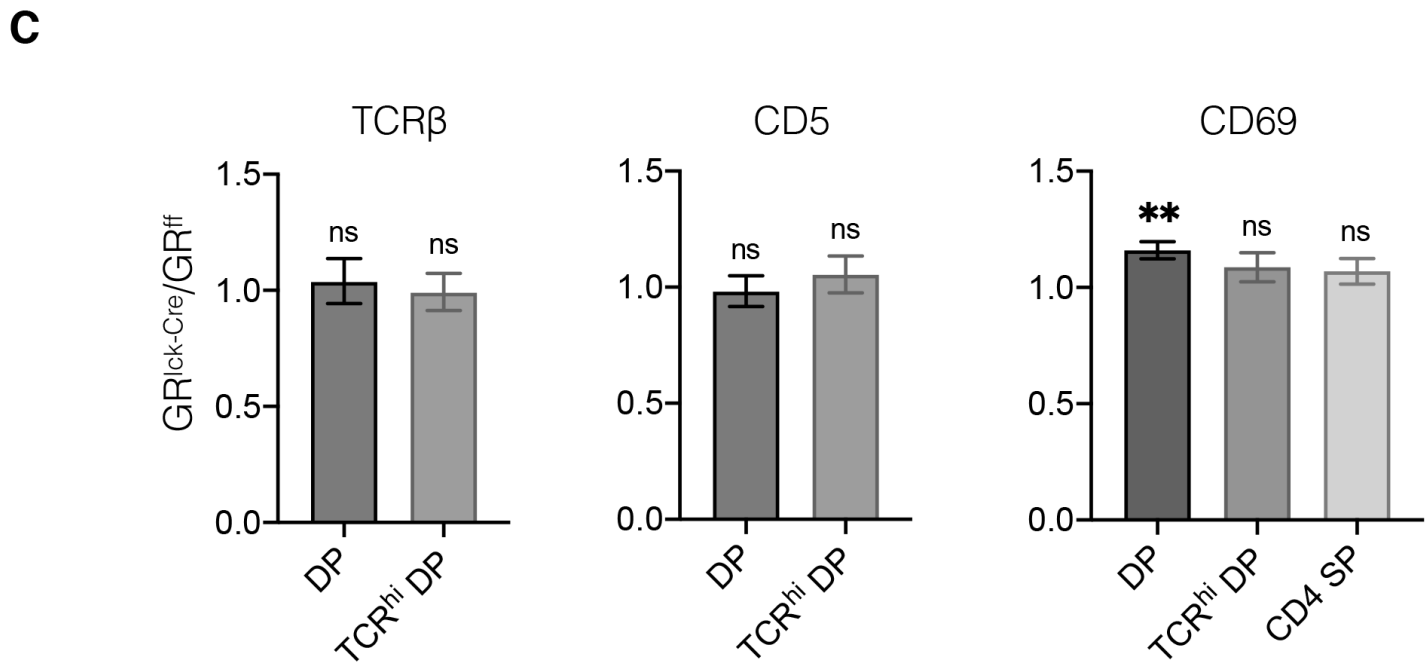 C
TCRβ
GRlck-Cre/GRff
1.5
1.0
0.5
0.0
ns
ns
DP
TCRhi DP
CD5
1.5
1.0
0.5
0.0
ns
ns
DP
TCRhi DP
CD69
1.5
1.0
0.5
0.0
**
ns
ns
DP
TCRhi DP
CD4 SP